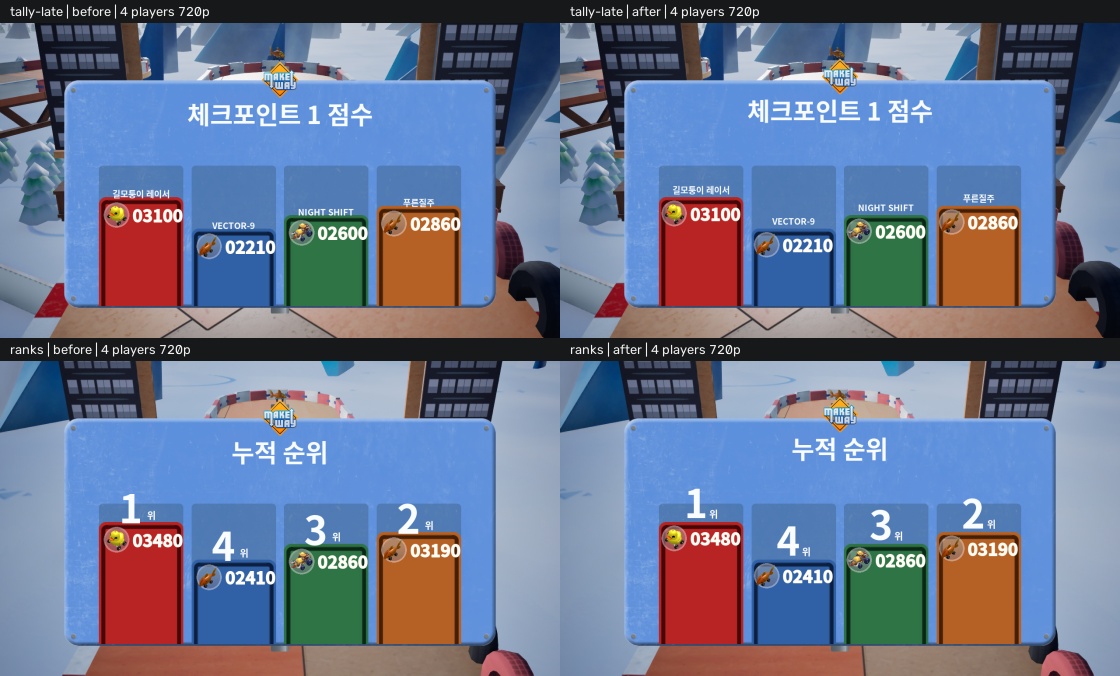 tally-late | before | 4 players 720p
MAKE WAY
체크포인트 1 점수
길모퉁이 레이서
03100
VECTOR-9
02210
NIGHT SHIFT
02600
푸른질주
02860
tally-late | after | 4 players 720p
MAKE WAY
체크포인트 1 점수
길모퉁이 레이서
03100
VECTOR-9
02210
NIGHT SHIFT
02600
푸른질주
02860
ranks | before | 4 players 720p
MAKE WAY
누적 순위
1위
03480
4위
02410
3위
02860
2위
03190
ranks | after | 4 players 720p
MAKE WAY
누적 순위
1위
03480
4위
02410
3위
02860
2위
03190